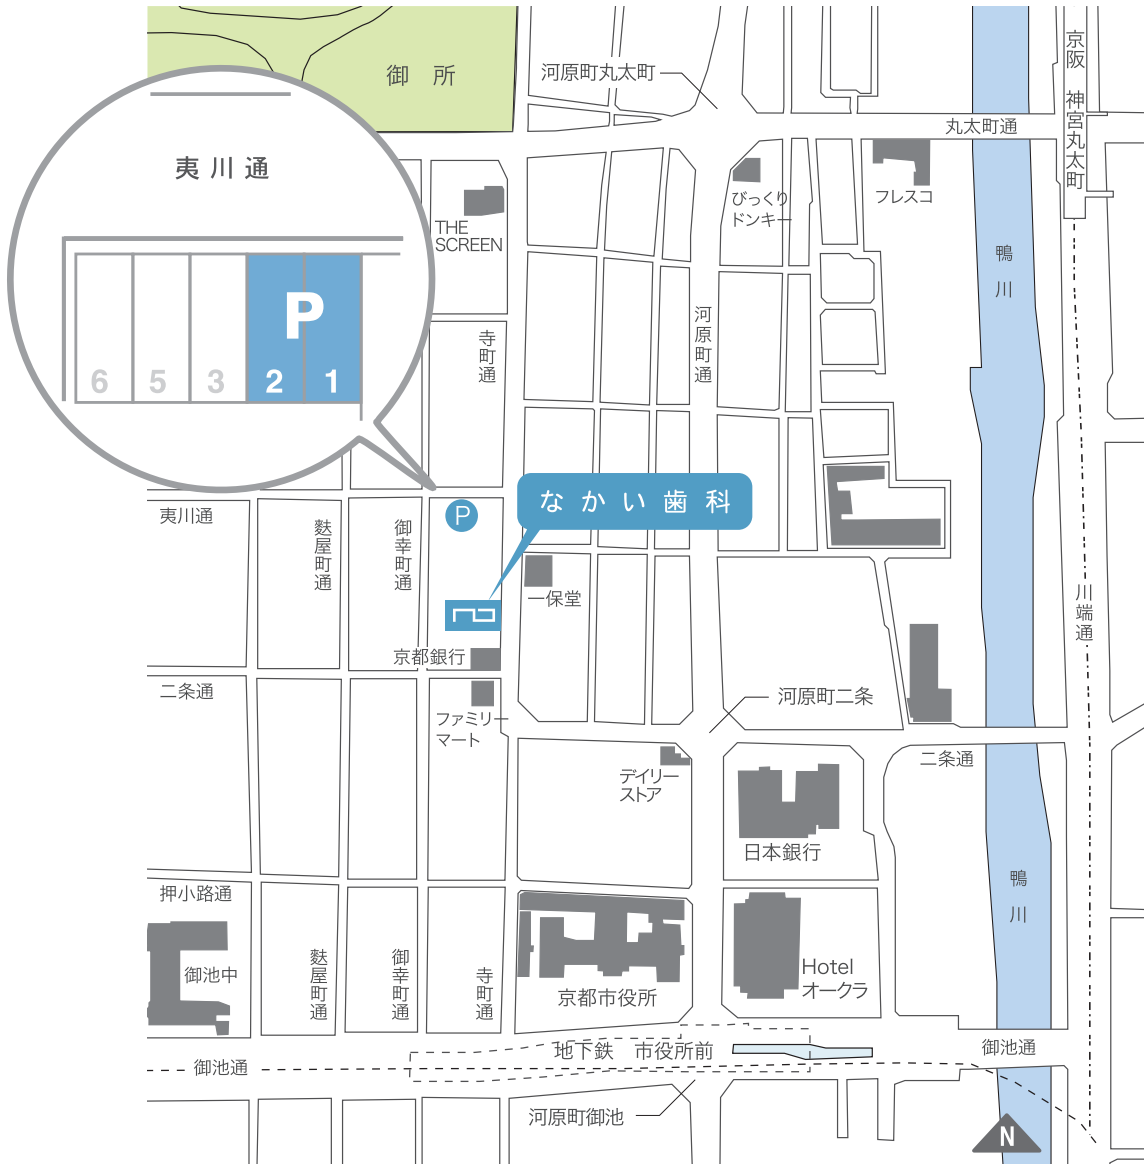 御所
河原町丸太町
京阪 神宮丸太町
丸太町通
夷川通
THE
SCREEN
びっくり
ドンキー
フレスコ
鴨川
河原町通
寺町通
P
6 5 3 2 1
なかい歯科
P
夷川通
麩屋町通
御幸町通
一保堂
川端通
京都銀行
二条通
ファミリー
マート
河原町二条
二条通
デイリー
ストア
日本銀行
押小路通
鴨川
御池中
麩屋町通
御幸町通
寺町通
京都市役所
Hotel
オークラ
地下鉄 市役所前
御池通
御池通
河原町御池
N